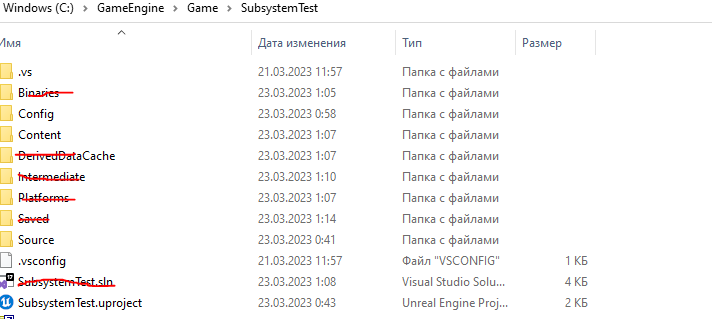 Windows (C:) > GameEngine > Game > SubsystemTest
Имя Дата изменения Тип Размер
.vs 21.03.2023 11:57 Папка с файлами
Binaries 23.03.2023 1:05 Папка с файлами
Config 23.03.2023 0:58 Папка с файлами
Content 23.03.2023 1:07 Папка с файлами
DerivedDataCache 23.03.2023 1:07 Папка с файлами
Intermediate 23.03.2023 1:10 Папка с файлами
Platforms 23.03.2023 1:07 Папка с файлами
Saved 23.03.2023 1:14 Папка с файлами
Source 23.03.2023 0:41 Папка с файлами
.vsconfig 21.03.2023 11:57 Файл "VSCONFIG" 1 КБ
SubsystemTest.sln 23.03.2023 1:08 Visual Studio Solu... 4 КБ
SubsystemTest.uproject 23.03.2023 0:43 Unreal Engine Proj... 2 КБ